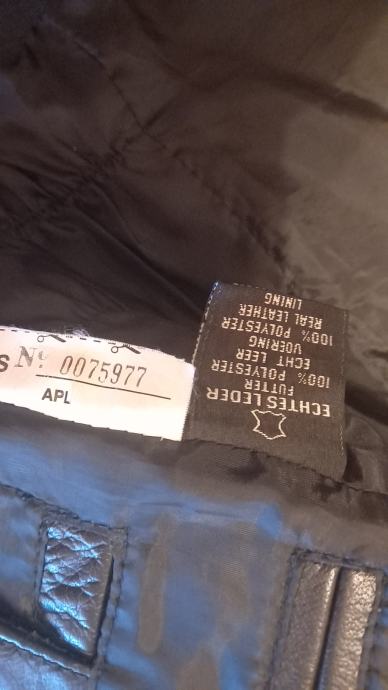 S Nº 0075977
APL
ECHTES LEDER
FUTTER
100% POLYESTER
ECHT LEER
VOERING
100% POLYESTER
REAL LEATHER
LINING